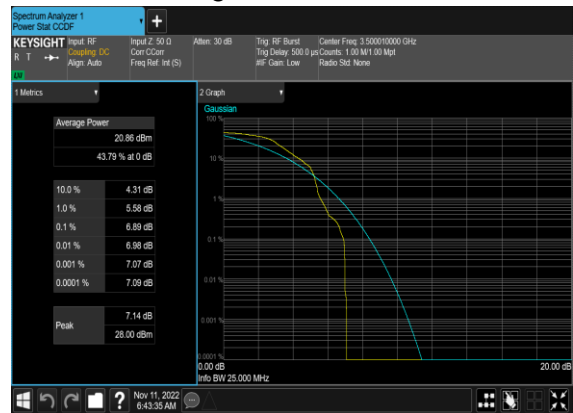 Spectrum Analyzer 1
Power Stat CCDF
+
KEYSIGHT
R T
LU
Input: RF
Coupling: DC
Align: Auto
Input Z: 50 Ω
Corr CCorr
Freq Ref: Int (S)
Atten: 30 dB
Trig: RF Burst
Trig Delay: 500.0 µs
#IF Gain: Low
Center Freq: 3.500010000 GHz
Counts: 1.00 M/1.00 Mpt
Radio Std: None
1 Metrics
Average Power
20.86 dBm
43.79 % at 0 dB
10.0 % 4.31 dB
1.0 % 5.58 dB
0.1 % 6.89 dB
0.01 % 6.98 dB
0.001 % 7.07 dB
0.0001 % 7.09 dB
Peak
7.14 dB
28.00 dBm
2 Graph
Gaussian
100 %
10 %
1 %
0.1 %
0.01 %
0.001 %
0.0001 %
0.00 dB 20.00 dB
Info BW 25.000 MHz
?
Nov 11, 2022
6:43:35 AM